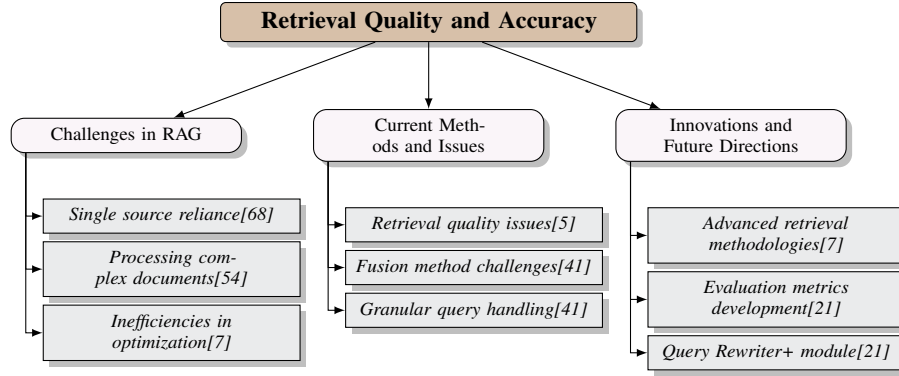 Retrieval Quality and Accuracy
Challenges in RAG
Single source reliance[68]
Processing com-
plex documents[54]
Inefficiencies in
optimization[7]
Current Meth-
ods and Issues
Retrieval quality issues[5]
Fusion method challenges[41]
Granular query handling[41]
Innovations and
Future Directions
Advanced retrieval
methodologies[7]
Evaluation metrics
development[21]
Query Rewriter+ module[21]